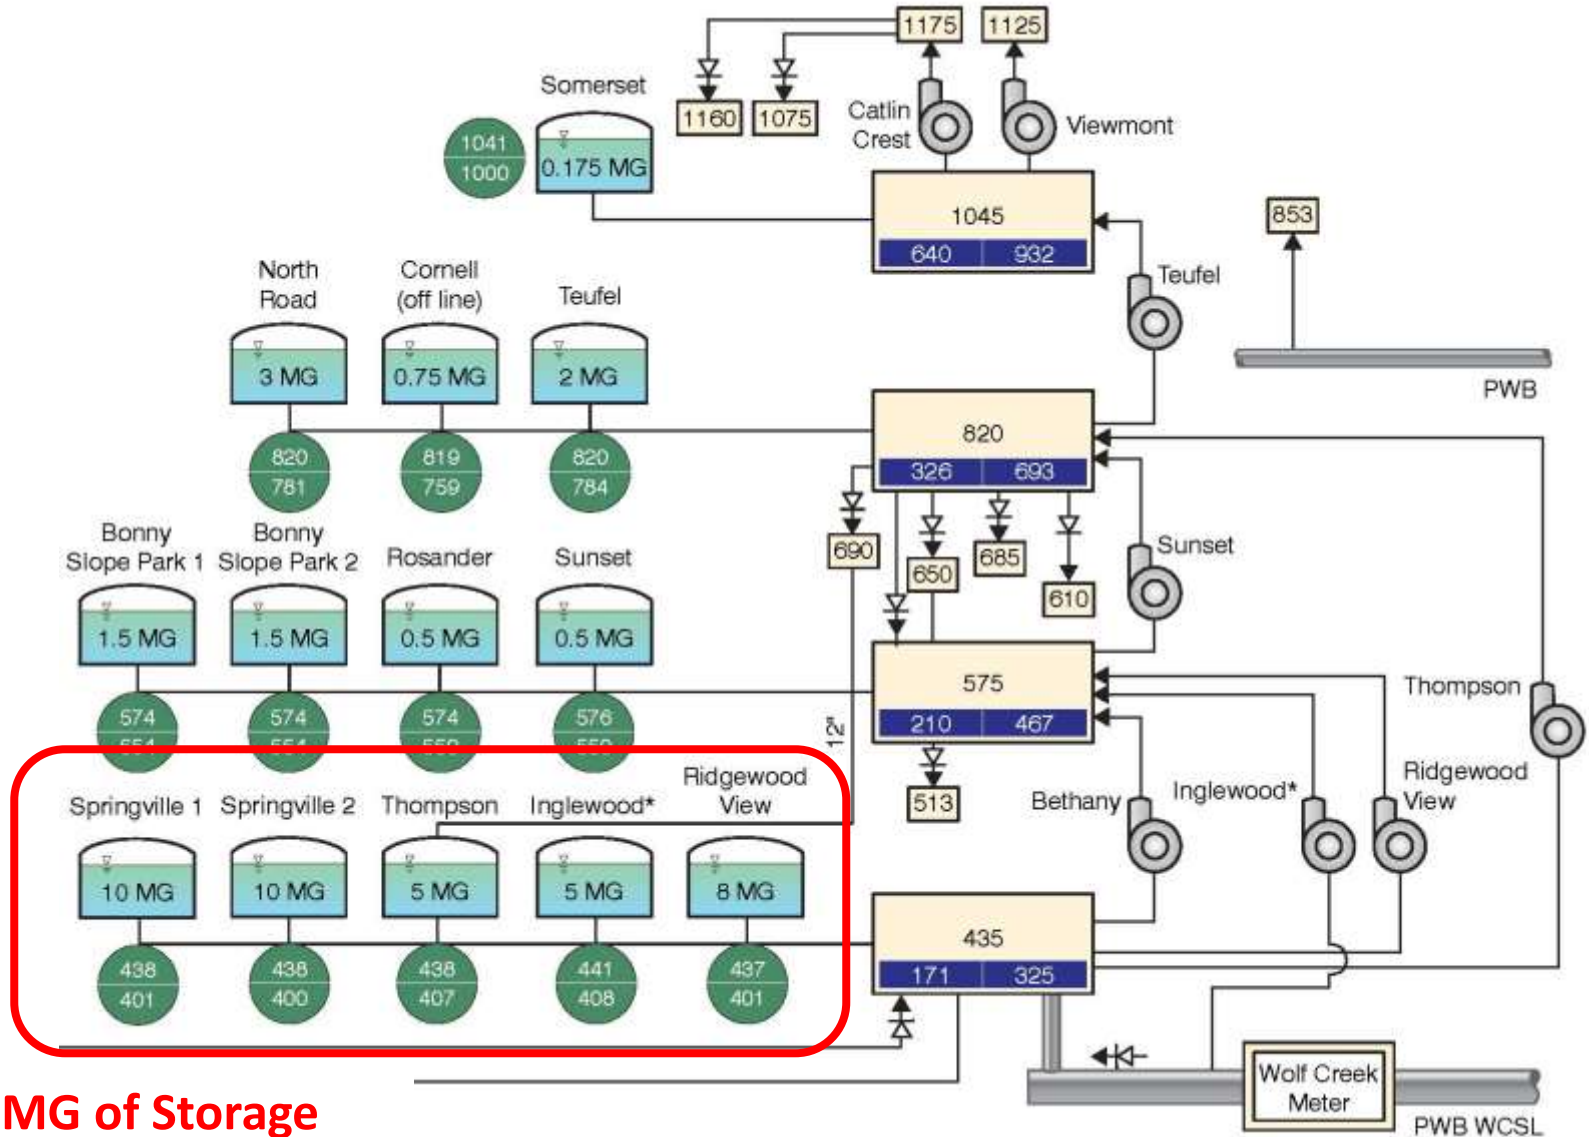 1175
1125
Somerset
1160
1075
Catlin
Crest
Viewmont
1041
1000
0.175 MG
1045
640
932
853
Teufel
PWB
North
Road
Cornell
(off line)
Teufel
3 MG
0.75 MG
2 MG
820
326
693
820
781
819
759
820
784
690
650
685
610
Sunset
Bonny
Slope Park 1
Bonny
Slope Park 2
Rosander
Sunset
1.5 MG
1.5 MG
0.5 MG
0.5 MG
575
210
467
574
574
574
576
12"
513
Thompson
Bethany
Inglewood*
Ridgewood
View
Springville 1
Springville 2
Thompson
Inglewood*
Ridgewood
View
10 MG
10 MG
5 MG
5 MG
8 MG
435
171
325
438
401
438
400
438
407
441
408
437
401
Wolf Creek
Meter
PWB WCSL
MG of Storage